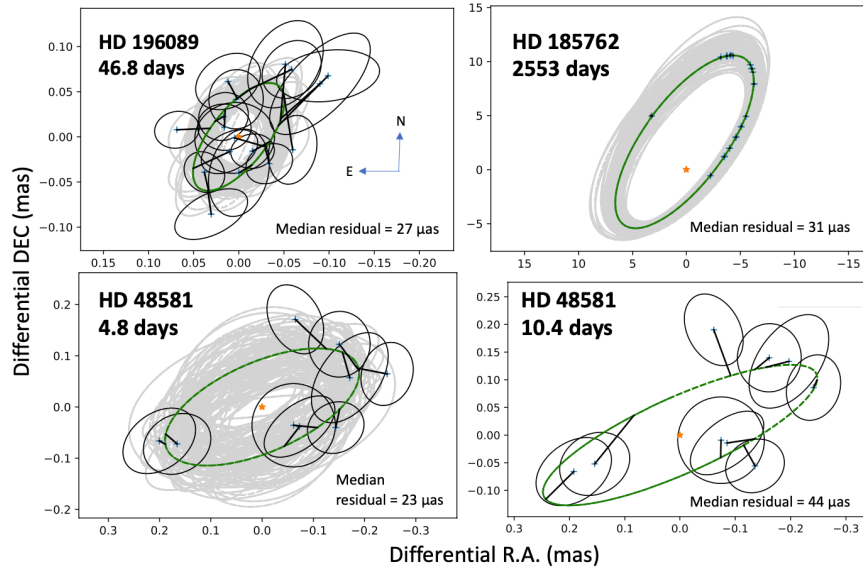 HD 196089
46.8 days
0.10
0.05
0.00
-0.05
-0.10
N
E
Median residual = 27 μas
0.15 0.10 0.05 0.00 -0.05 -0.10 -0.15 -0.20
HD 185762
2553 days
15
10
5
0
-5
Median residual = 31 μas
15 10 5 0 -5 -10 -15
Differential DEC (mas)
HD 48581
4.8 days
0.2
0.1
0.0
-0.1
-0.2
Median
residual = 23 μas
0.3 0.2 0.1 0.0 -0.1 -0.2 -0.3
HD 48581
10.4 days
0.25
0.20
0.15
0.10
0.05
0.00
-0.05
-0.10
Median residual = 44 μas
0.3 0.2 0.1 0.0 -0.1 -0.2 -0.3
Differential R.A. (mas)